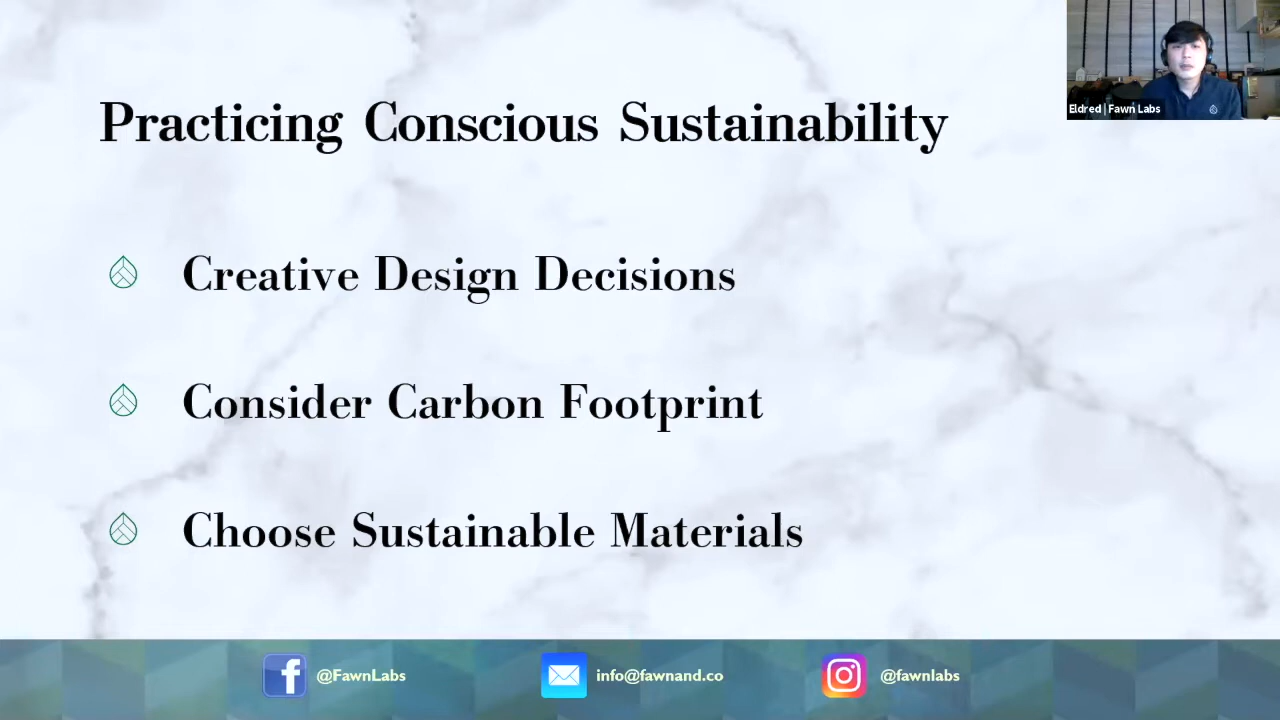 Practicing Conscious Sustainability
Eldred | Fawn Labs
Creative Design Decisions
Consider Carbon Footprint
Choose Sustainable Materials
@FawnLabs
info@fawnand.co
@fawnlabs